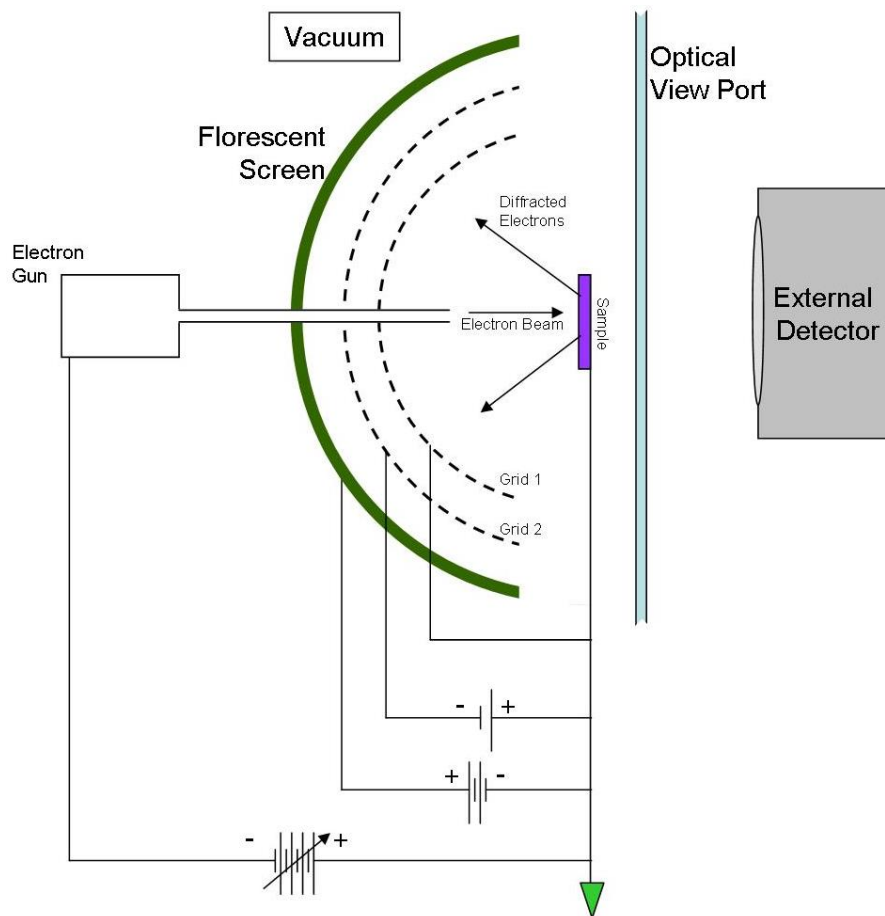 Vacuum
Optical
View Port
Florescent
Screen
Diffracted
Electrons
Electron
Gun
Electron Beam
Sample
External
Detector
Grid 1
Grid 2
- +
+ -
- +